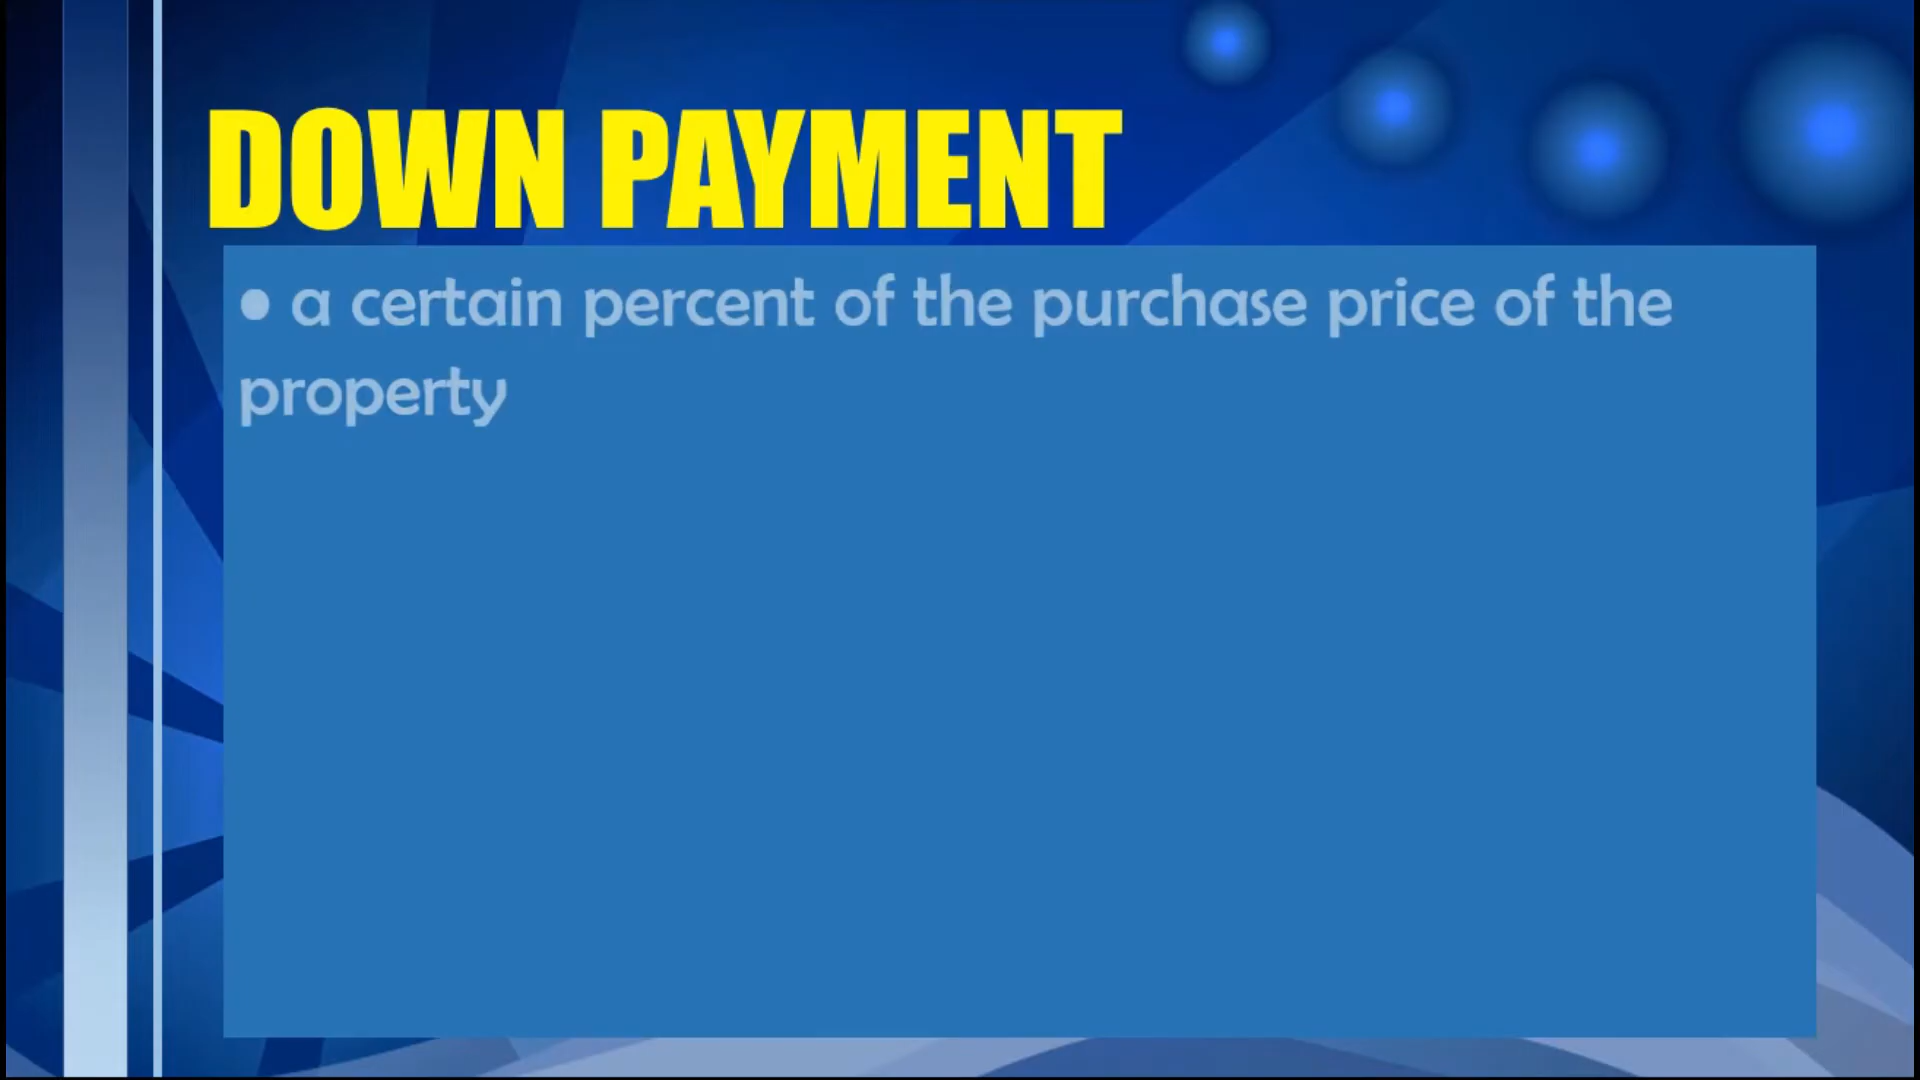 DOWN PAYMENT
• a certain percent of the purchase price of the
property